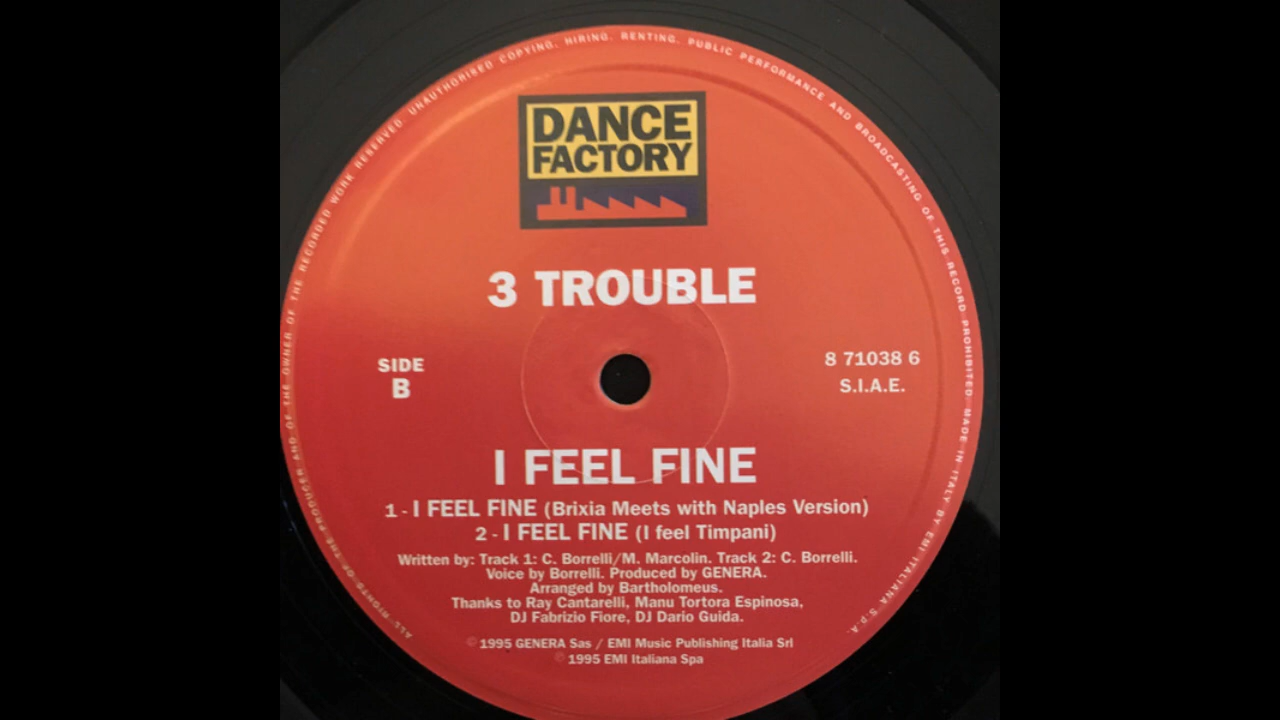 ALL RIGHTS OF THE PRODUCER AND OF THE OWNER OF THE RECORDED WORK RESERVED. UNAUTHORISED COPYING, HIRING, RENTING, PUBLIC PERFORMANCE AND BROADCASTING OF THIS RECORD PROHIBITED. MADE IN ITALY BY EMI ITALIANA S.p.A.
DANCE
FACTORY
3 TROUBLE
SIDE
B
8 71038 6
S.I.A.E.
I FEEL FINE
1 - I FEEL FINE (Brixia Meets with Naples Version)
2 - I FEEL FINE (I feel Timpani)
Written by: Track 1: C. Borrelli/M. Marcolin. Track 2: C. Borrelli.
Voice by Borrelli. Produced by GENERA.
Arranged by Bartholomeus.
Thanks to Ray Cantarelli, Manu Tortora Espinosa,
DJ Fabrizio Fiore, DJ Dario Guida.
© 1995 GENERA Sas / EMI Music Publishing Italia Srl
℗ 1995 EMI Italiana Spa